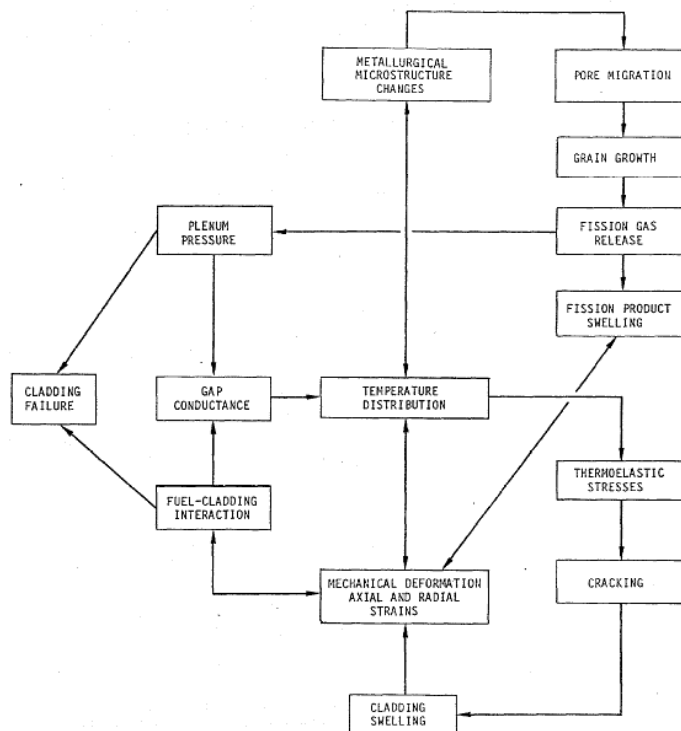 METALLURGICAL
MICROSTRUCTURE
CHANGES
PORE MIGRATION
GRAIN GROWTH
PLENUM
PRESSURE
FISSION GAS
RELEASE
FISSION PRODUCT
SWELLING
CLADDING
FAILURE
GAP
CONDUCTANCE
TEMPERATURE
DISTRIBUTION
THERMOELASTIC
STRESSES
FUEL-CLADDING
INTERACTION
MECHANICAL DEFORMATION
AXIAL AND RADIAL
STRAINS
CRACKING
CLADDING
SWELLING